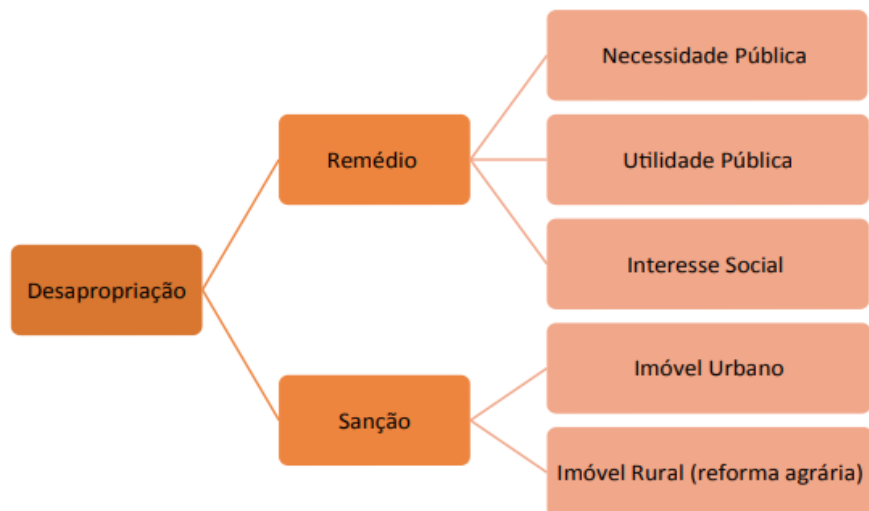 Desapropriação
Remédio
Necessidade Pública
Utilidade Pública
Interesse Social
Sanção
Imóvel Urbano
Imóvel Rural (reforma agrária)